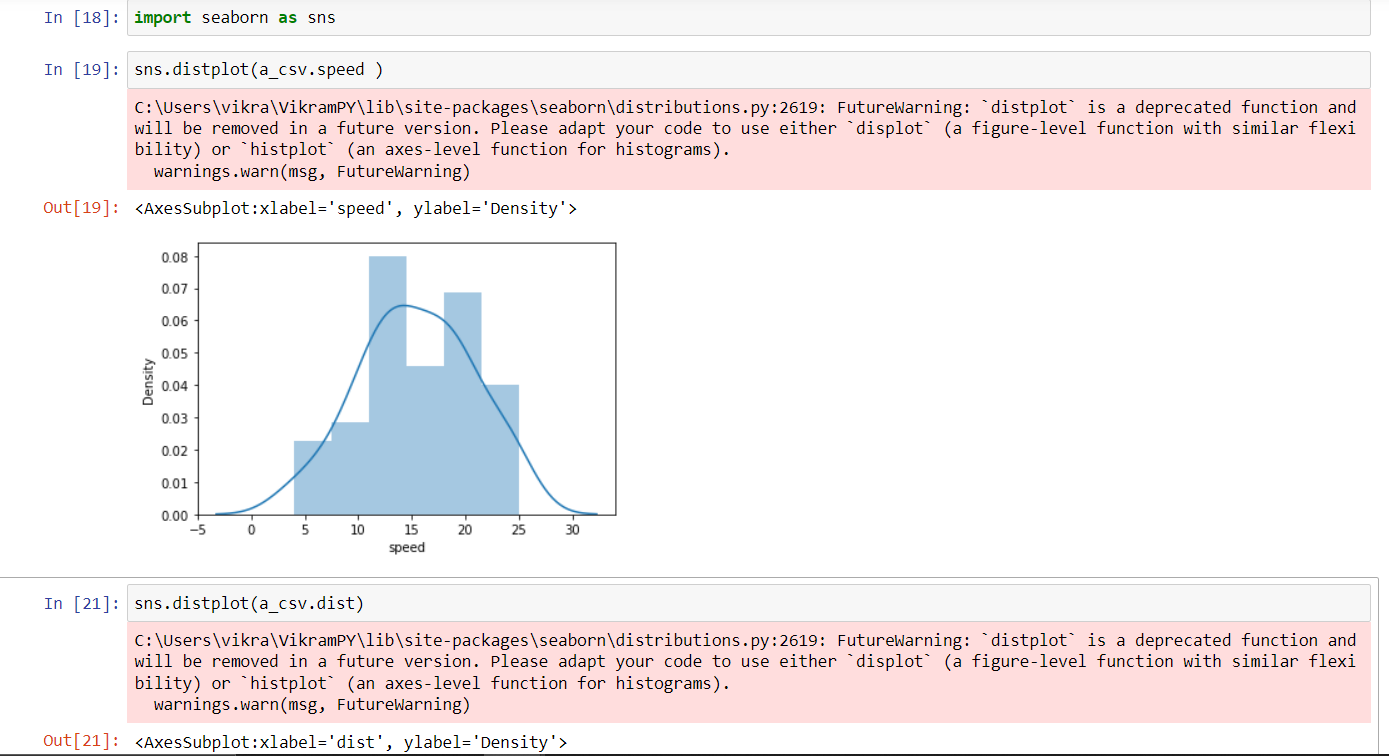 In [18]: import seaborn as sns
In [19]: sns.distplot(a_csv.speed )
C:\Users\vikra\VikramPY\lib\site-packages\seaborn\distributions.py:2619: FutureWarning: `distplot` is a deprecated function and
will be removed in a future version. Please adapt your code to use either `displot` (a figure-level function with similar flexi
bility) or `histplot` (an axes-level function for histograms).
  warnings.warn(msg, FutureWarning)
Out[19]: <AxesSubplot:xlabel='speed', ylabel='Density'>
0.08
0.07
0.06
0.05
0.04
0.03
0.02
0.01
0.00
Density
−5 0 5 10 15 20 25 30
speed
In [21]: sns.distplot(a_csv.dist)
C:\Users\vikra\VikramPY\lib\site-packages\seaborn\distributions.py:2619: FutureWarning: `distplot` is a deprecated function and
will be removed in a future version. Please adapt your code to use either `displot` (a figure-level function with similar flexi
bility) or `histplot` (an axes-level function for histograms).
  warnings.warn(msg, FutureWarning)
Out[21]: <AxesSubplot:xlabel='dist', ylabel='Density'>